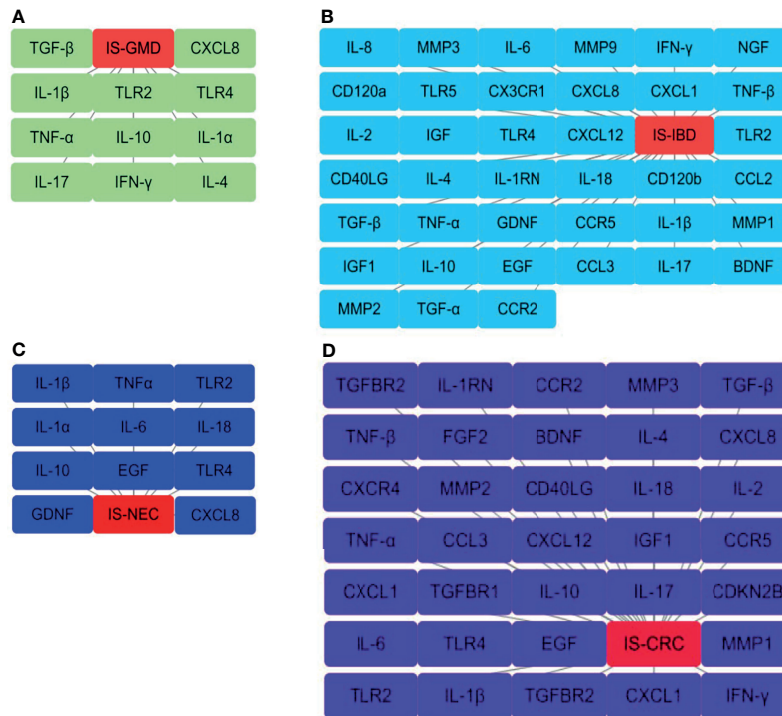 A
TGF-β IS-GMD CXCL8
IL-1β TLR2 TLR4
TNF-α IL-10 IL-1α
IL-17 IFN-γ IL-4
B
IL-8 MMP3 IL-6 MMP9 IFN-γ NGF
CD120a TLR5 CX3CR1 CXCL8 CXCL1 TNF-β
IL-2 IGF TLR4 CXCL12 IS-IBD TLR2
CD40LG IL-4 IL-1RN IL-18 CD120b CCL2
TGF-β TNF-α GDNF CCR5 IL-1β MMP1
IGF1 IL-10 EGF CCL3 IL-17 BDNF
MMP2 TGF-α CCR2
C
IL-1β TNFα TLR2
IL-1α IL-6 IL-18
IL-10 EGF TLR4
GDNF IS-NEC CXCL8
D
TGFBR2 IL-1RN CCR2 MMP3 TGF-β
TNF-β FGF2 BDNF IL-4 CXCL8
CXCR4 MMP2 CD40LG IL-18 IL-2
TNF-α CCL3 CXCL12 IGF1 CCR5
CXCL1 TGFBR1 IL-10 IL-17 CDKN2B
IL-6 TLR4 EGF IS-CRC MMP1
TLR2 IL-1β TGFBR2 CXCL1 IFN-γ